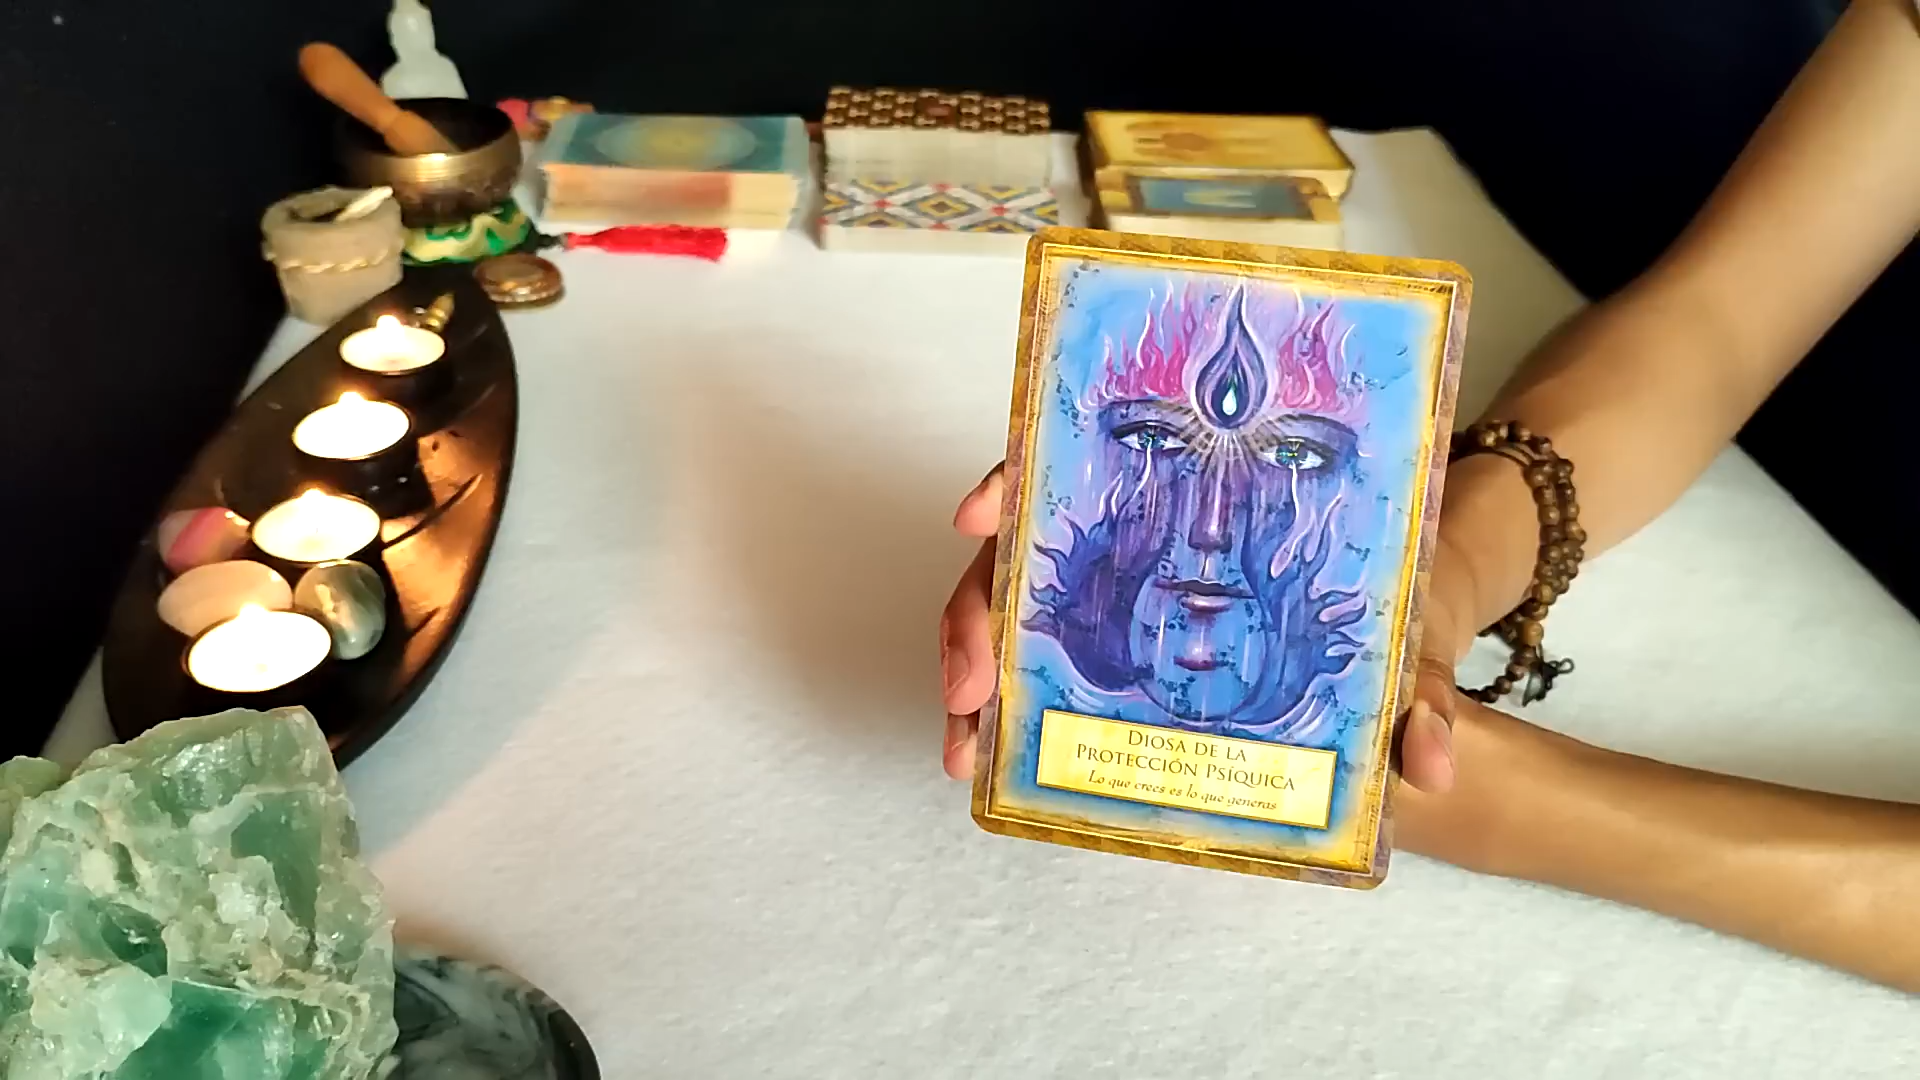 Diosa de la
Protección Psíquica
Lo que crees es lo que generas